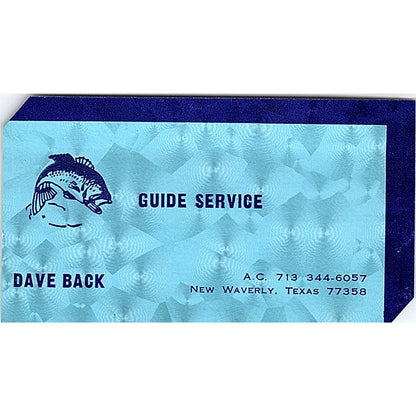 GUIDE SERVICE
DAVE BACK
A.C. 713 344-6057
New Waverly, Texas 77358